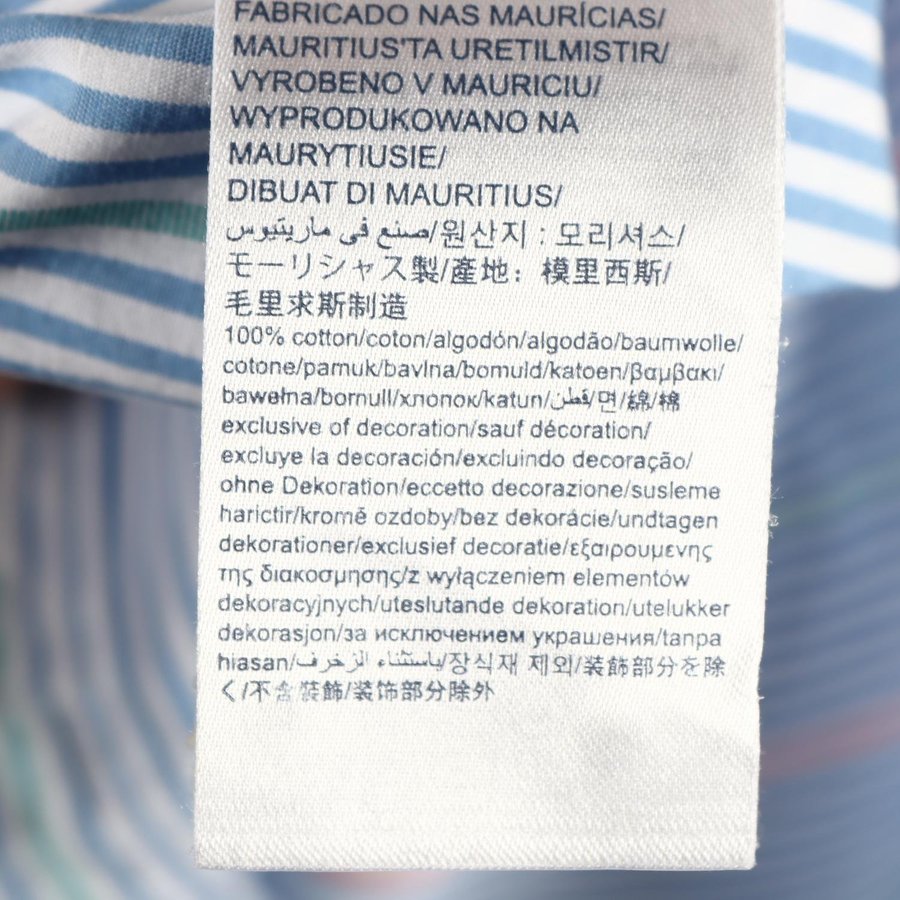 FABRICADO NAS MAURÍCIAS/
MAURITIUS'TA URETILMISTIR/
VYROBENO V MAURICIU/
WYPRODUKOWANO NA
MAURYTIUSIE/
DIBUAT DI MAURITIUS/
صنع في ماريتيوس/원산지 : 모리셔스/
モーリシャス製/產地：模里西斯/
毛里求斯制造
100% cotton/coton/algodón/algodão/baumwolle/
cotone/pamuk/bavlna/bomuld/katoen/βαμβακι/
bawełna/bomull/хлопок/katun/قطن/면/綿/棉
exclusive of decoration/sauf décoration/
excluye la decoración/excluindo decoração/
ohne Dekoration/eccetto decorazione/susleme
harictir/kromě ozdoby/bez dekorácie/undtagen
dekorationer/exclusief decoratie/εξαιρουμενης
της διακοσμησης/z wyłączeniem elementów
dekoracyjnych/uteslutande dekoration/utelukker
dekorasjon/за исключением украшения/tanpa
hiasan/باستثناء الزخرف/장식재 제외/装飾部分を除
く/不含裝飾/装饰部分除外